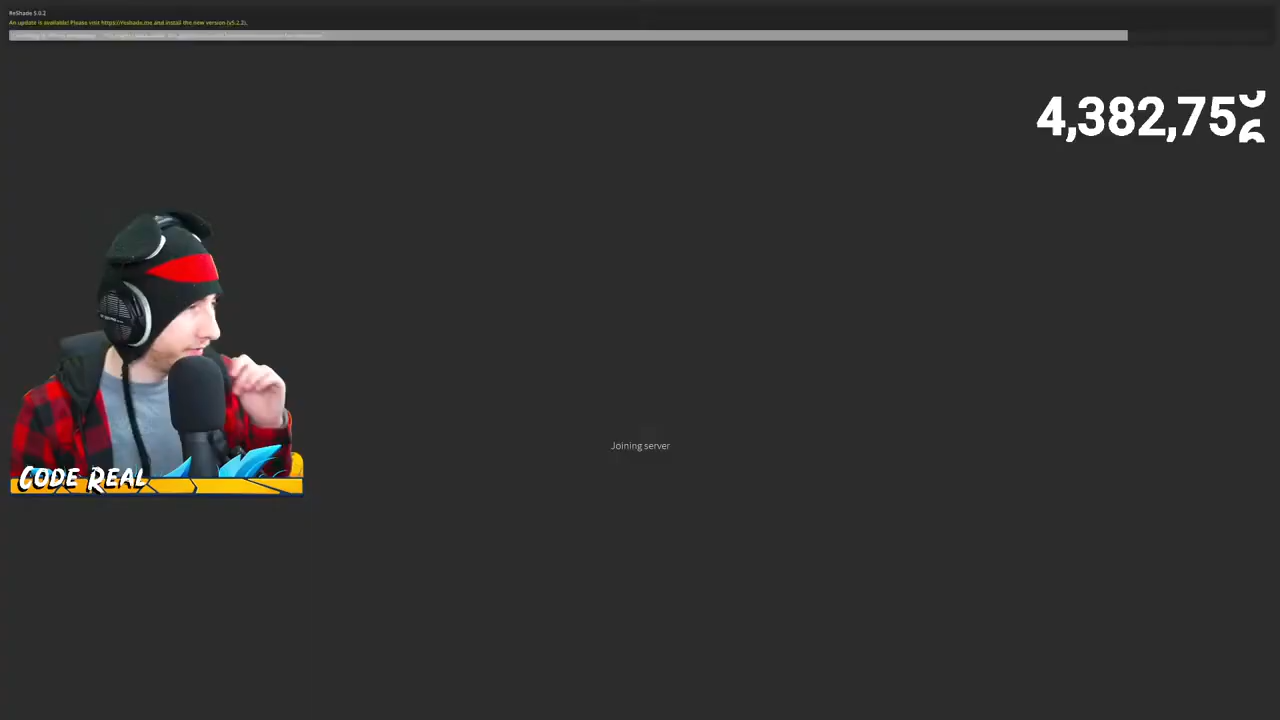 ReShade 5.0.2
An update is available! Please visit https://reshade.me and install the new version (v5.2.2).
4,382,75
Joining server
CODE REAL